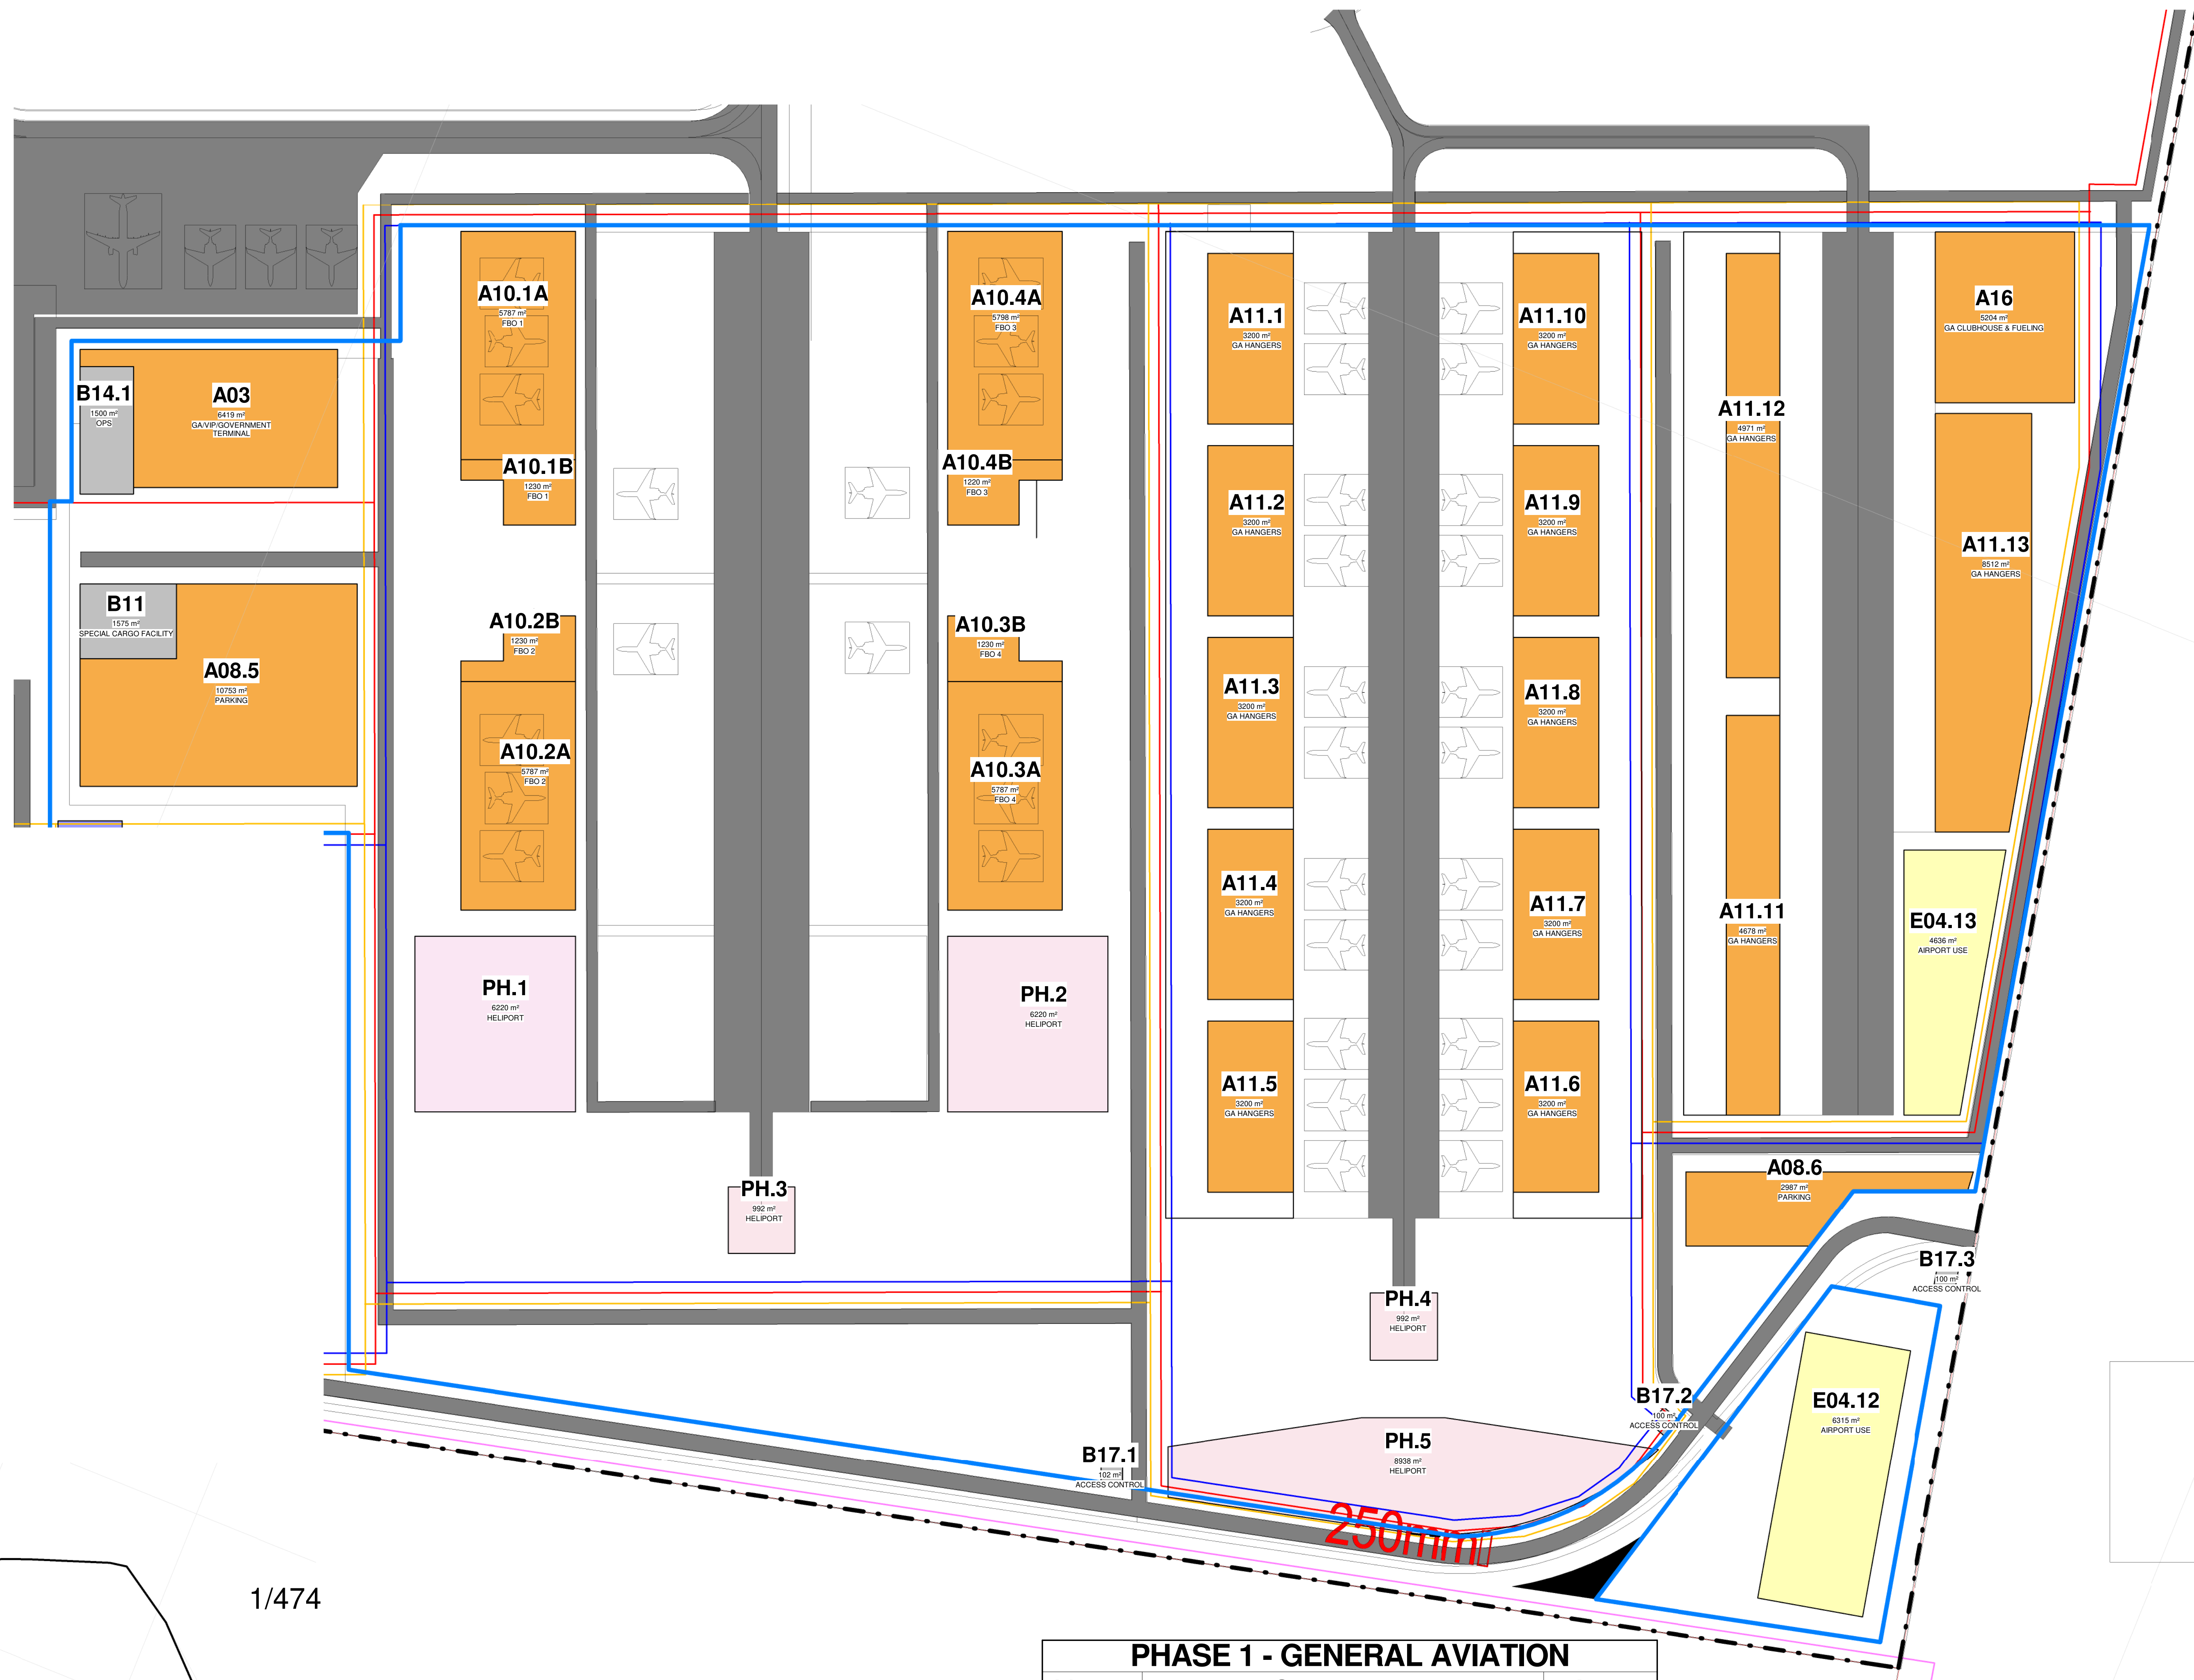 A10.1A
5787 m²
FBO 1
A10.4A
5798 m²
FBO 3
A11.1
3200 m²
GA HANGERS
A11.10
3200 m²
GA HANGERS
A16
5204 m²
GA CLUBHOUSE & FUELING
B14.1
1500 m²
OPS
A03
6419 m²
GA/VIP/GOVERNMENT
TERMINAL
A11.12
4971 m²
GA HANGERS
A10.1B
1230 m²
FBO 1
A10.4B
1220 m²
FBO 3
A11.2
3200 m²
GA HANGERS
A11.9
3200 m²
GA HANGERS
A11.13
8512 m²
GA HANGERS
B11
1575 m²
SPECIAL CARGO FACILITY
A08.5
10753 m²
PARKING
A10.2B
1230 m²
FBO 2
A10.3B
1230 m²
FBO 4
A11.3
3200 m²
GA HANGERS
A11.8
3200 m²
GA HANGERS
A10.2A
5787 m²
FBO 2
A10.3A
5787 m²
FBO 4
A11.4
3200 m²
GA HANGERS
A11.7
3200 m²
GA HANGERS
A11.11
4678 m²
GA HANGERS
E04.13
4636 m²
AIRPORT USE
PH.1
6220 m²
HELIPORT
PH.2
6220 m²
HELIPORT
A11.5
3200 m²
GA HANGERS
A11.6
3200 m²
GA HANGERS
PH.3
992 m²
HELIPORT
A08.6
2987 m²
PARKING
B17.3
100 m²
ACCESS CONTROL
PH.4
992 m²
HELIPORT
B17.2
100 m²
ACCESS CONTROL
E04.12
6315 m²
AIRPORT USE
PH.5
8938 m²
HELIPORT
B17.1
102 m²
ACCESS CONTROL
250mm
1/474
PHASE 1 - GENERAL AVIATION